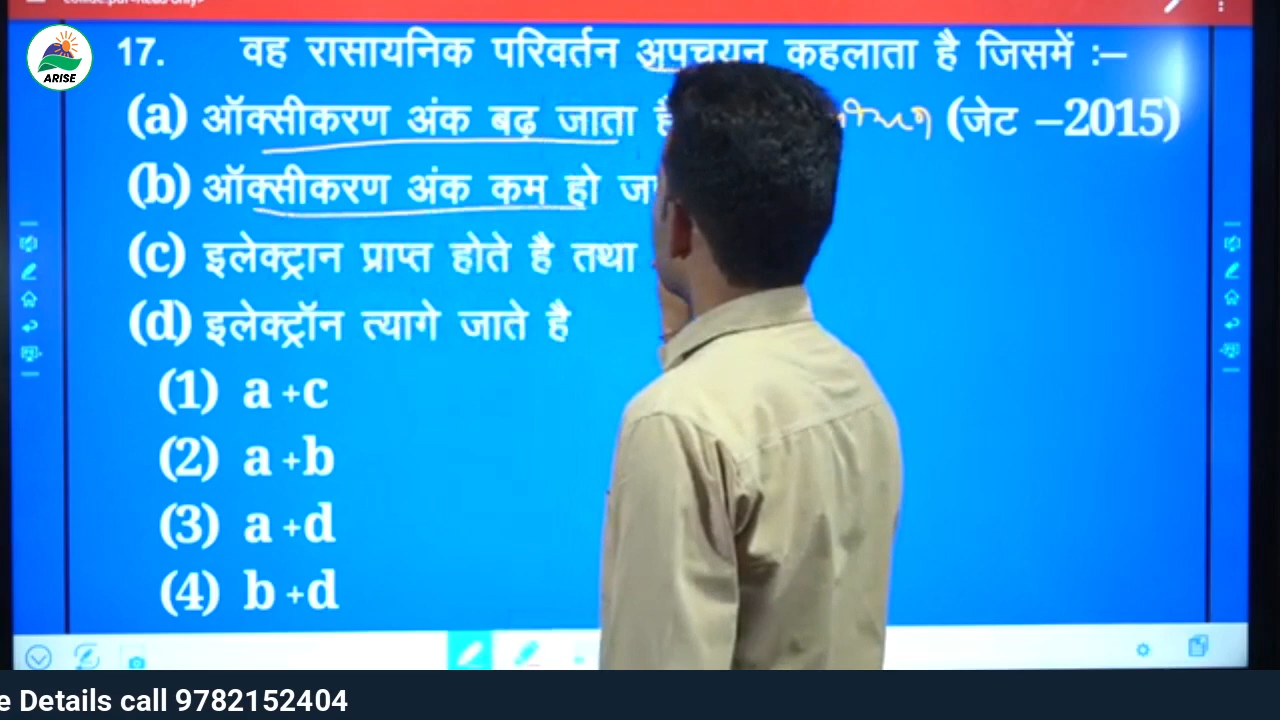 ARISE
17. वह रासायनिक परिवर्तन अपचयन कहलाता है जिसमें :–
(a) ऑक्सीकरण अंक बढ़ जाता (जेट –2015)
(b) ऑक्सीकरण अंक कम हो
(c) इलेक्ट्रान प्राप्त होते है तथा
(d) इलेक्ट्रॉन त्यागे जाते है
(1) a+c
(2) a+b
(3) a+d
(4) b+d
e Details call 9782152404